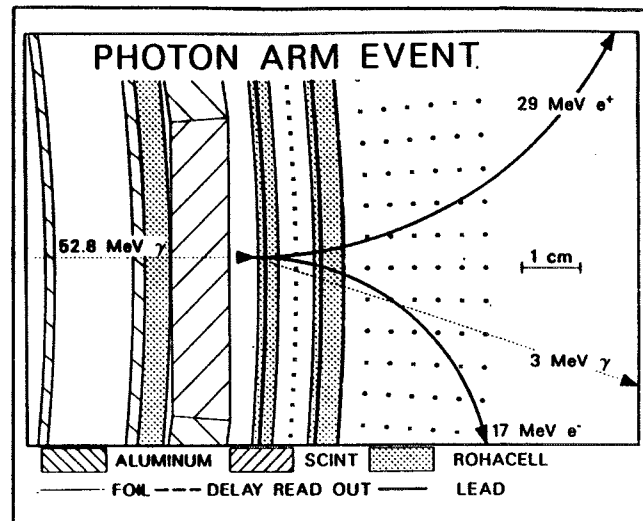 PHOTON ARM EVENT
29 MeV e+
52.8 MeV γ
1 cm
3 MeV γ
17 MeV e-
ALUMINUM SCINT ROHACELL
FOIL DELAY READ OUT LEAD